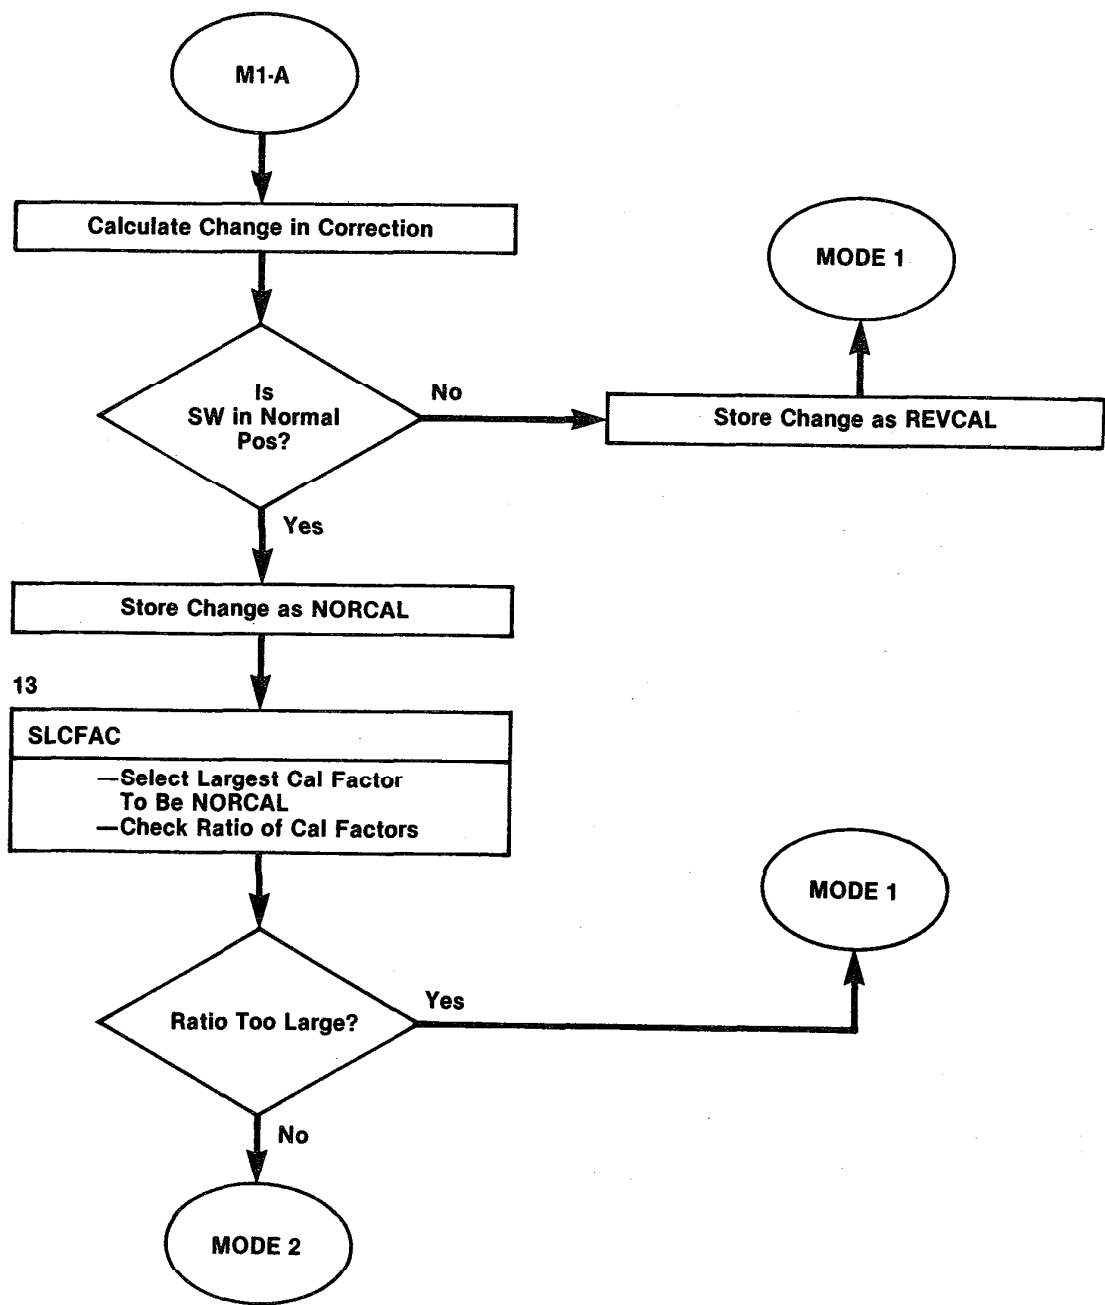 M1-A
Calculate Change in Correction
MODE 1
Is
SW in Normal
Pos?
No
Store Change as REVCAL
Yes
Store Change as NORCAL
13
SLCFAC
—Select Largest Cal Factor
To Be NORCAL
—Check Ratio of Cal Factors
MODE 1
Ratio Too Large?
Yes
No
MODE 2